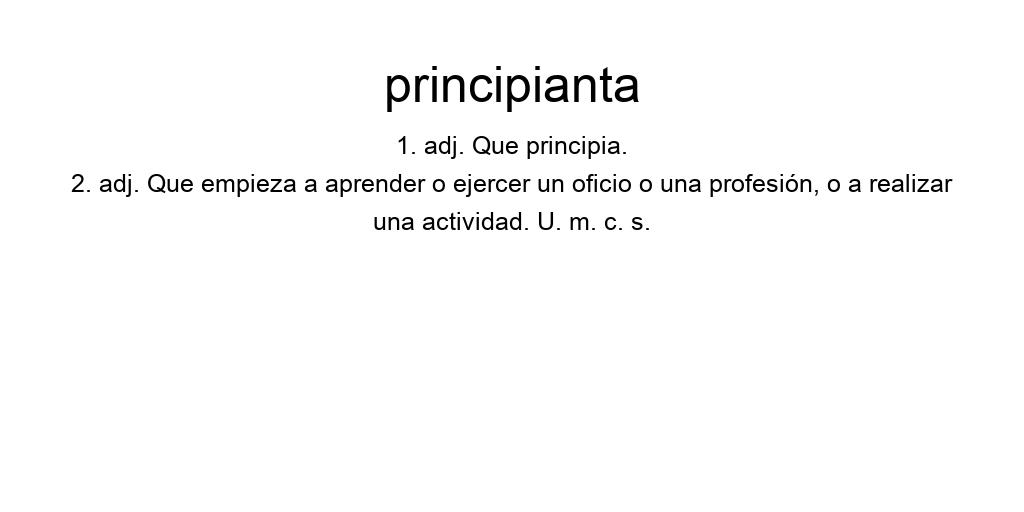 principianta
1. adj. Que principia.
2. adj. Que empieza a aprender o ejercer un oficio o una profesión, o a realizar
una actividad. U. m. c. s.